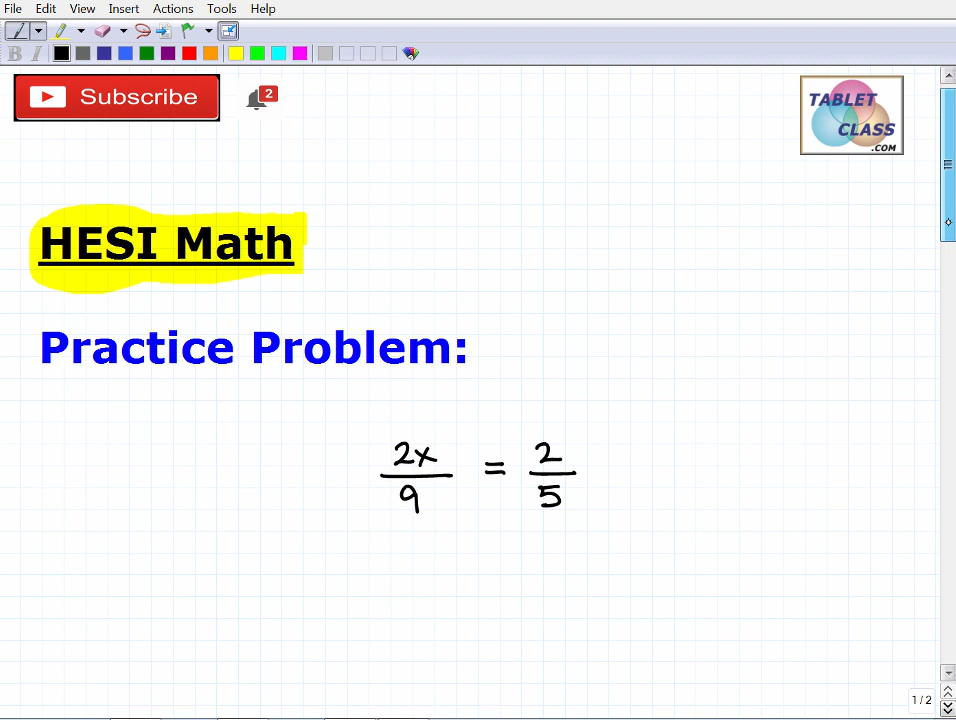 File Edit View Insert Actions Tools Help
B I
Subscribe
2
TABLET
CLASS
.COM
HESI Math
Practice Problem:
2x/9 = 2/5
1 / 2